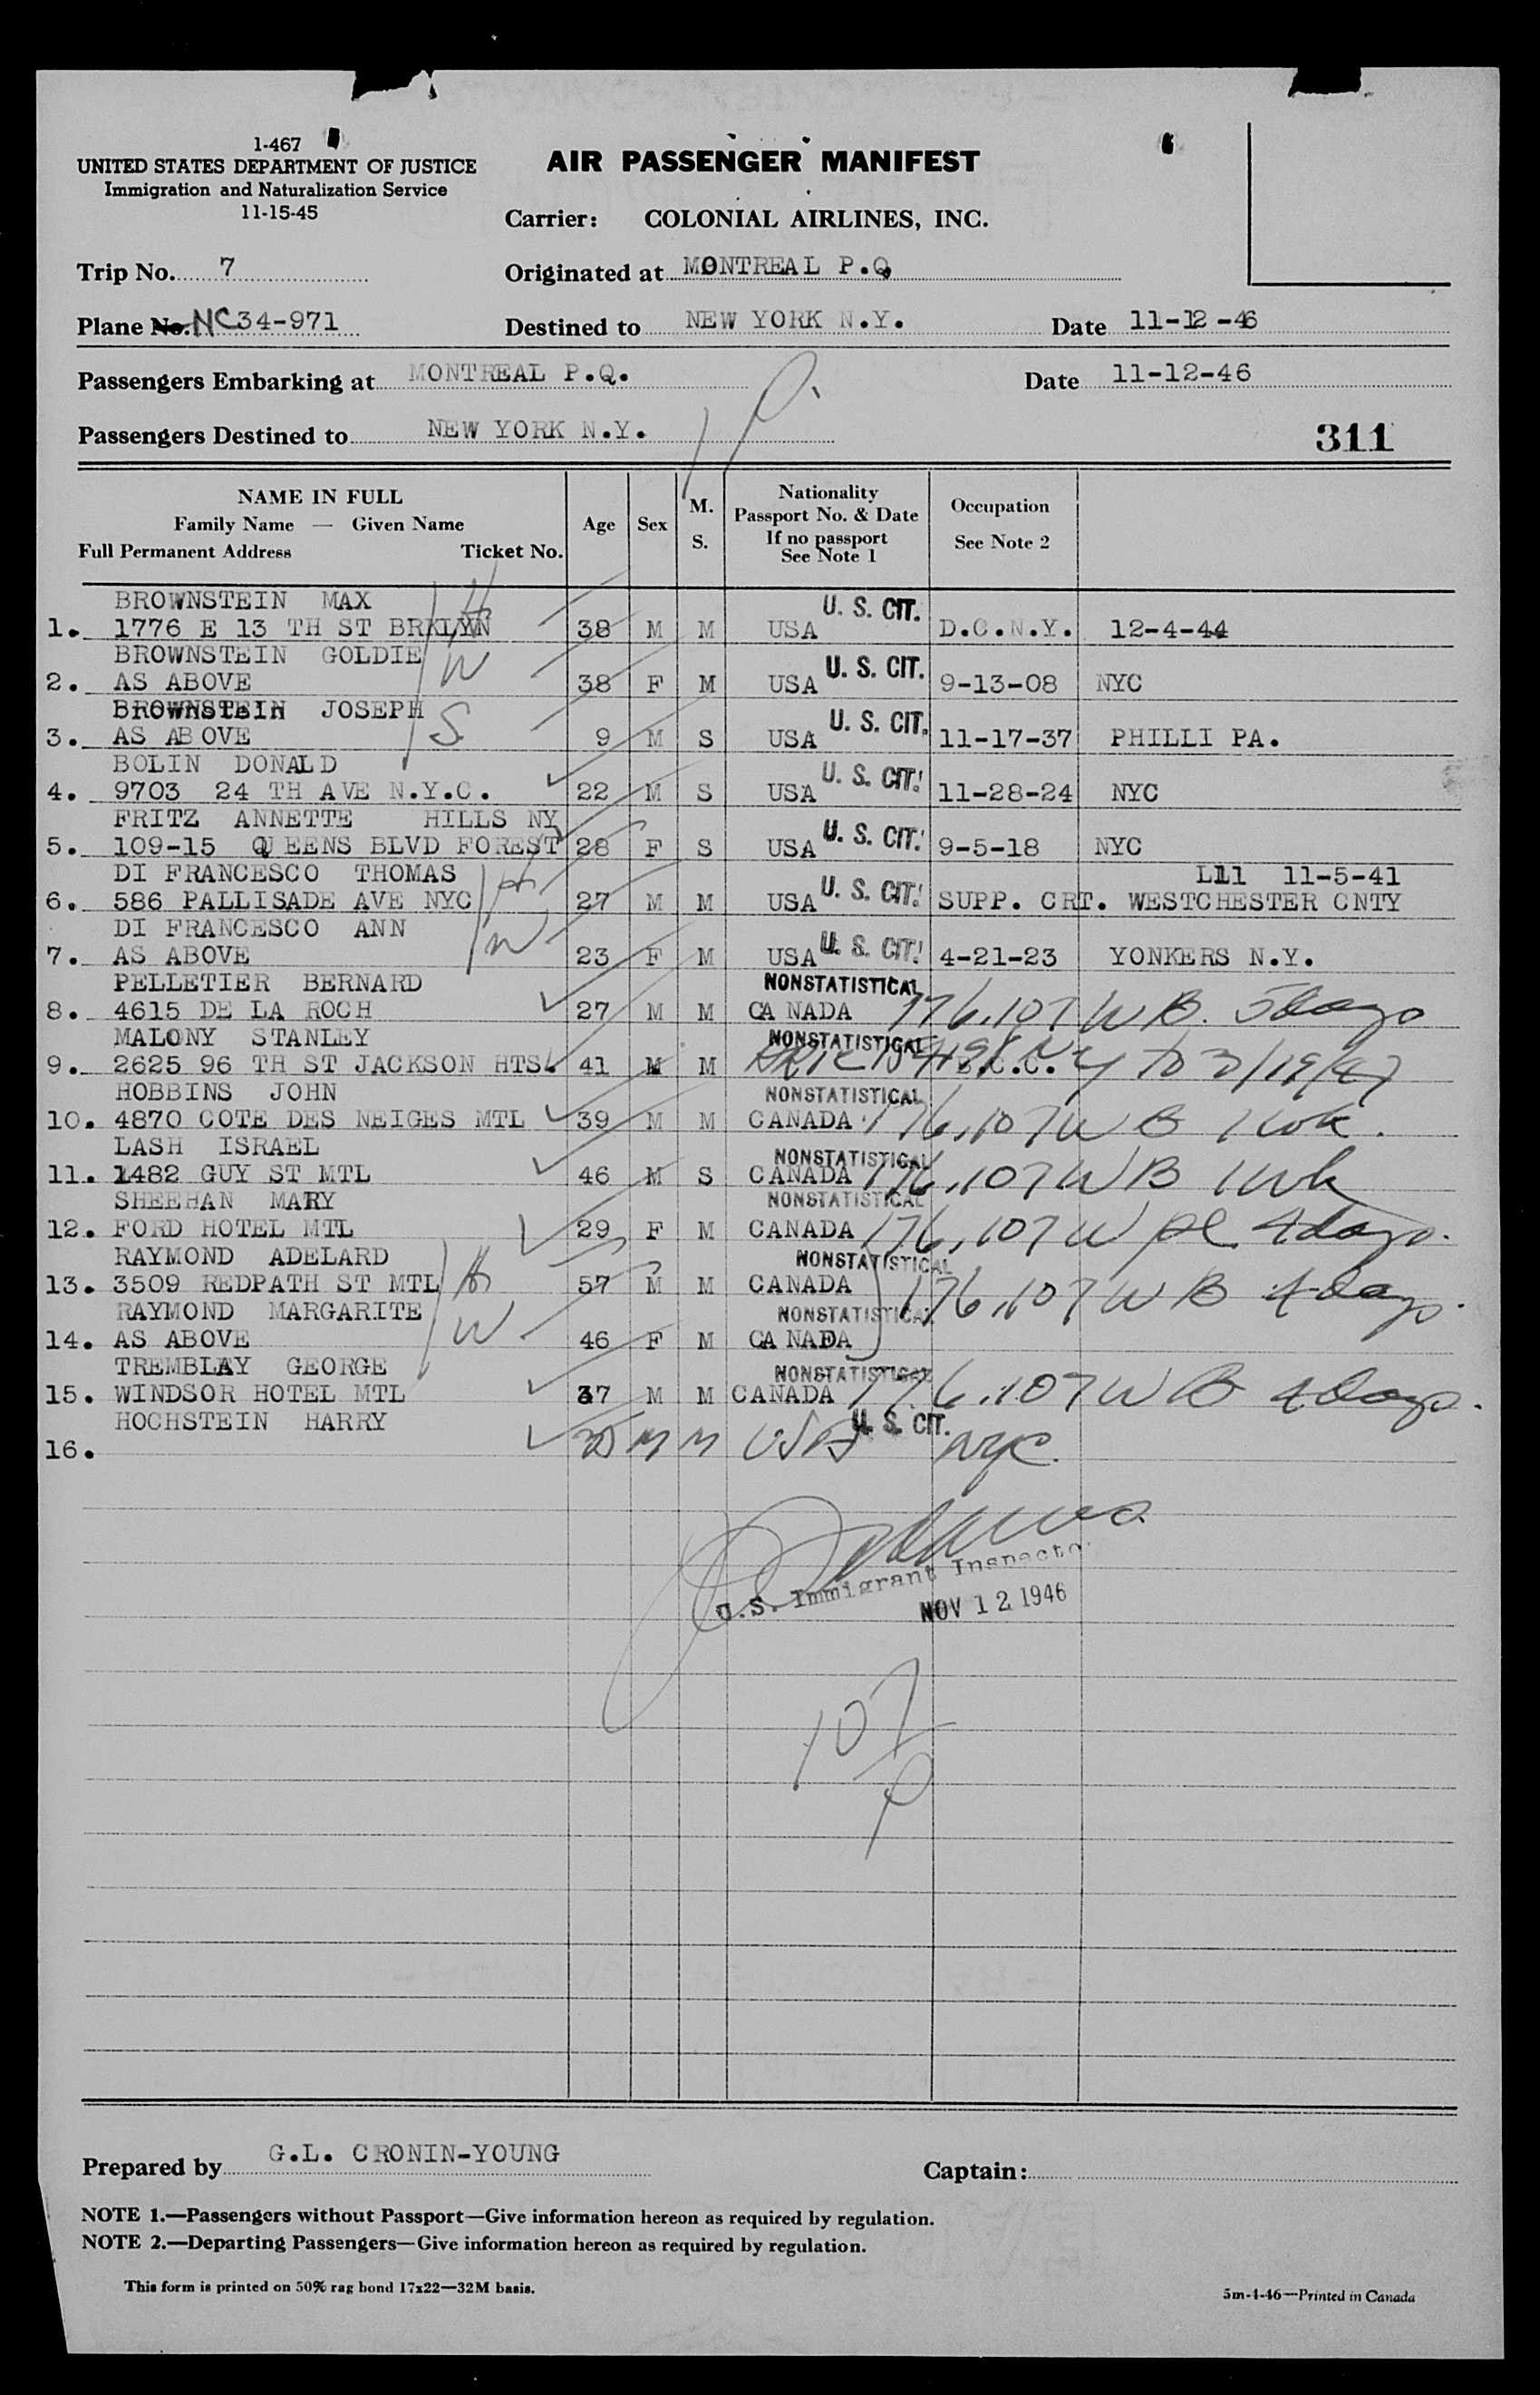 1-467
UNITED STATES DEPARTMENT OF JUSTICE
Immigration and Naturalization Service
11-15-45
AIR PASSENGER MANIFEST
Carrier: COLONIAL AIRLINES, INC.
Trip No. 7
Originated at MONTREAL P.Q.
Plane No. NC34-971
Destined to NEW YORK N.Y.
Date 11-12-46
Passengers Embarking at MONTREAL P.Q.
Date 11-12-46
Passengers Destined to NEW YORK N.Y.
311
NAME IN FULL
Family Name — Given Name
Full Permanent Address Ticket No.
Age
Sex
M.
S.
Nationality
Passport No. & Date
If no passport
See Note 1
Occupation
See Note 2
BROWNSTEIN MAX H U. S. CIT.
1. 1776 E 13 TH ST BRKLYN 38 M M USA D.C.N.Y. 12-4-44
BROWNSTEIN GOLDIE W U. S. CIT.
2. AS ABOVE 38 F M USA 9-13-08 NYC
BROWNSTEIN JOSEPH S U. S. CIT.
3. AS ABOVE 9 M S USA 11-17-37 PHILLI PA.
BOLIN DONALD U. S. CIT.
4. 9703 24 TH AVE N.Y.C. 22 M S USA 11-28-24 NYC
FRITZ ANNETTE HILLS NY U. S. CIT.
5. 109-15 QUEENS BLVD FOREST 28 F S USA 9-5-18 NYC
DI FRANCESCO THOMAS H U. S. CIT. 11-5-41
6. 586 PALLISADE AVE NYC 27 M M USA SUPP. CRT. WESTCHESTER CNTY
DI FRANCESCO ANN W U. S. CIT.
7. AS ABOVE 23 F M USA 4-21-23 YONKERS N.Y.
PELLETIER BERNARD NONSTATISTICAL
8. 4615 DE LA ROCH 27 M M CANADA 176.107 W B. 5 days
MALONY STANLEY NONSTATISTICAL
9. 2625 96 TH ST JACKSON HTS. 41 M M to 3/19/47
HOBBINS JOHN NONSTATISTICAL
10. 4870 COTE DES NEIGES MTL 39 M M CANADA 176.107 W B 1 wk.
LASH ISRAEL NONSTATISTICAL
11. 1482 GUY ST MTL 46 M S CANADA 176.107 W B 1 wk
SHEEHAN MARY NONSTATISTICAL
12. FORD HOTEL MTL 29 F M CANADA 176.107 W pl 4 days.
RAYMOND ADELARD H NONSTATISTICAL
13. 3509 REDPATH ST MTL 57 M M CANADA 176.107 W B 4 days.
RAYMOND MARGARITE W NONSTATISTICAL
14. AS ABOVE 46 F M CANADA
TREMBLAY GEORGE NONSTATISTICAL
15. WINDSOR HOTEL MTL 37 M M CANADA 176.107 W B 4 days.
HOCHSTEIN HARRY U. S. CIT.
16. M M USA NYC.
U.S. Immigrant Inspector
NOV 12 1946
107
Prepared by G.L. CRONIN-YOUNG
Captain:
NOTE 1.—Passengers without Passport—Give information hereon as required by regulation.
NOTE 2.—Departing Passengers—Give information hereon as required by regulation.
This form is printed on 50% rag bond 17x22—32M basis.
5m-4-46—Printed in Canada